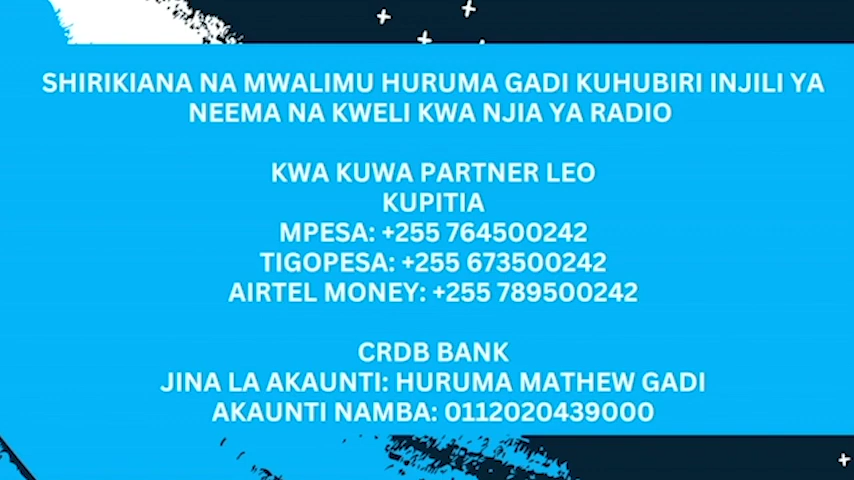 SHIRIKIANA NA MWALIMU HURUMA GADI KUHUBIRI INJILI YA
NEEMA NA KWELI KWA NJIA YA RADIO
KWA KUWA PARTNER LEO
KUPITIA
MPESA: +255 764500242
TIGOPESA: +255 673500242
AIRTEL MONEY: +255 789500242
CRDB BANK
JINA LA AKAUNTI: HURUMA MATHEW GADI
AKAUNTI NAMBA: 0112020439000